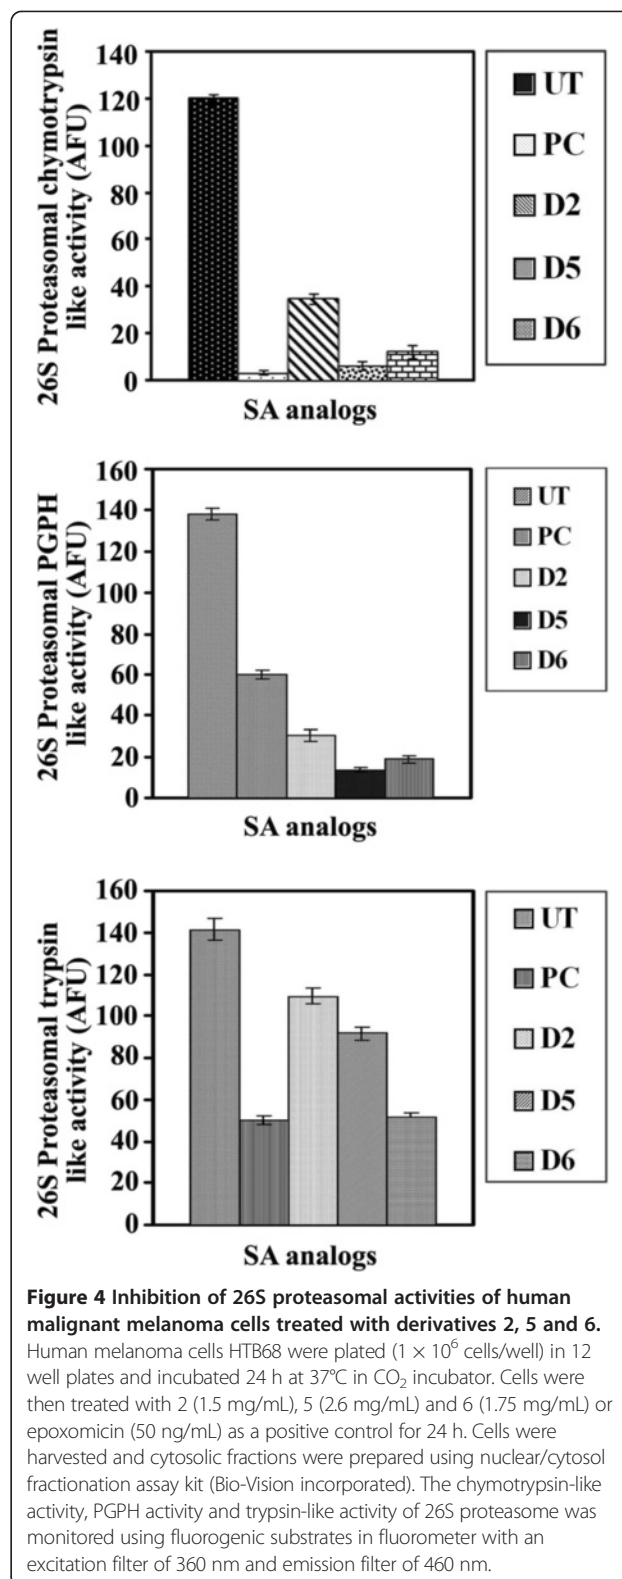 26S Proteasomal chymotrypsin
like activity (AFU)
140
120
100
80
60
40
20
0
SA analogs
UT
PC
D2
D5
D6
26S Proteasomal PGPH
like activity (AFU)
160
140
120
100
80
60
40
20
0
SA analogs
UT
PC
D2
D5
D6
26S Proteasomal trypsin
like activity (AFU)
160
140
120
100
80
60
40
20
0
SA analogs
UT
PC
D2
D5
D6
Figure 4 Inhibition of 26S proteasomal activities of human
malignant melanoma cells treated with derivatives 2, 5 and 6.
Human melanoma cells HTB68 were plated (1 × 10⁶ cells/well) in 12
well plates and incubated 24 h at 37°C in CO₂ incubator. Cells were
then treated with 2 (1.5 mg/mL), 5 (2.6 mg/mL) and 6 (1.75 mg/mL) or
epoxomicin (50 ng/mL) as a positive control for 24 h. Cells were
harvested and cytosolic fractions were prepared using nuclear/cytosol
fractionation assay kit (Bio-Vision incorporated). The chymotrypsin-like
activity, PGPH activity and trypsin-like activity of 26S proteasome was
monitored using fluorogenic substrates in fluorometer with an
excitation filter of 360 nm and emission filter of 460 nm.